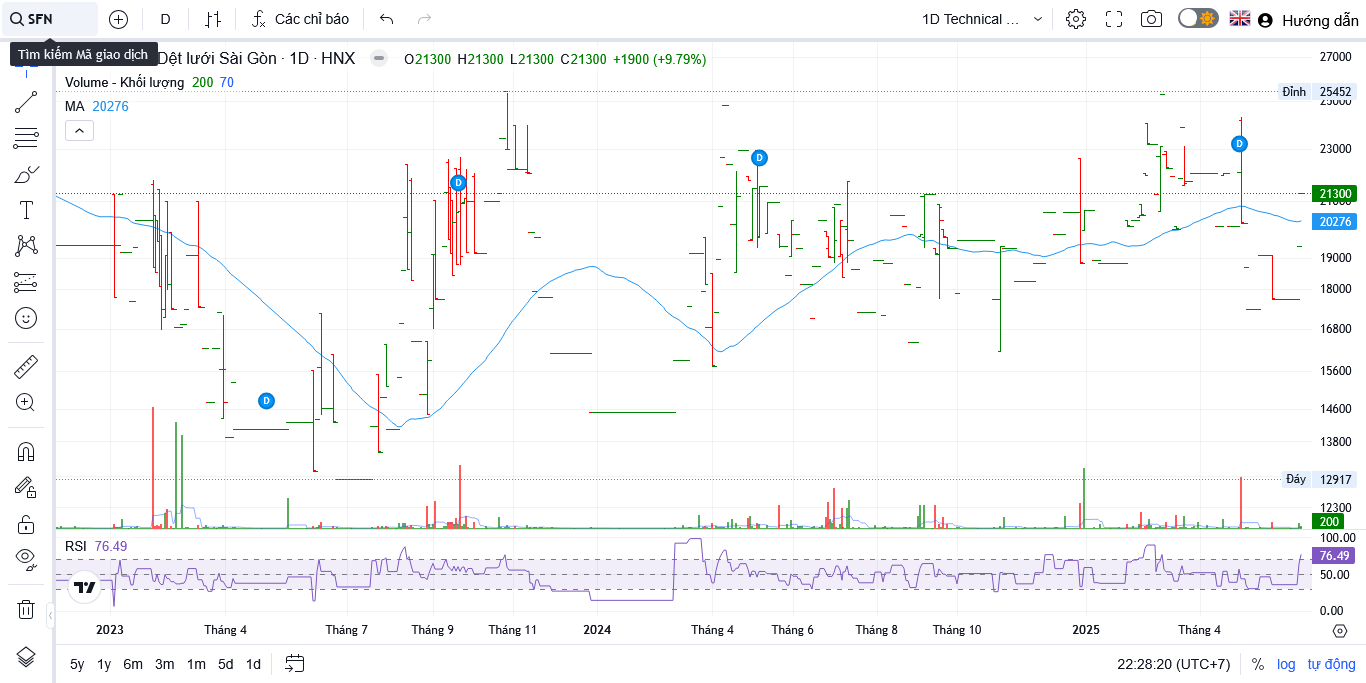 SFN D Các chỉ báo 1D Technical ... Hướng dẫn
Tìm kiếm Mã giao dịch
Dệt lưới Sài Gòn · 1D · HNX O21300 H21300 L21300 C21300 +1900 (+9.79%)
Volume - Khối lượng 200 70
MA 20276
27000
Đỉnh 25452
25000
23000
21300
21000
20276
19000
18000
16800
15600
14600
13800
Đáy 12917
12300
200
D
D
D
D
RSI 76.49
100.00
76.49
50.00
0.00
2023 Tháng 4 Tháng 7 Tháng 9 Tháng 11 2024 Tháng 4 Tháng 6 Tháng 8 Tháng 10 2025 Tháng 4
5y 1y 6m 3m 1m 5d 1d 22:28:20 (UTC+7) % log tự động